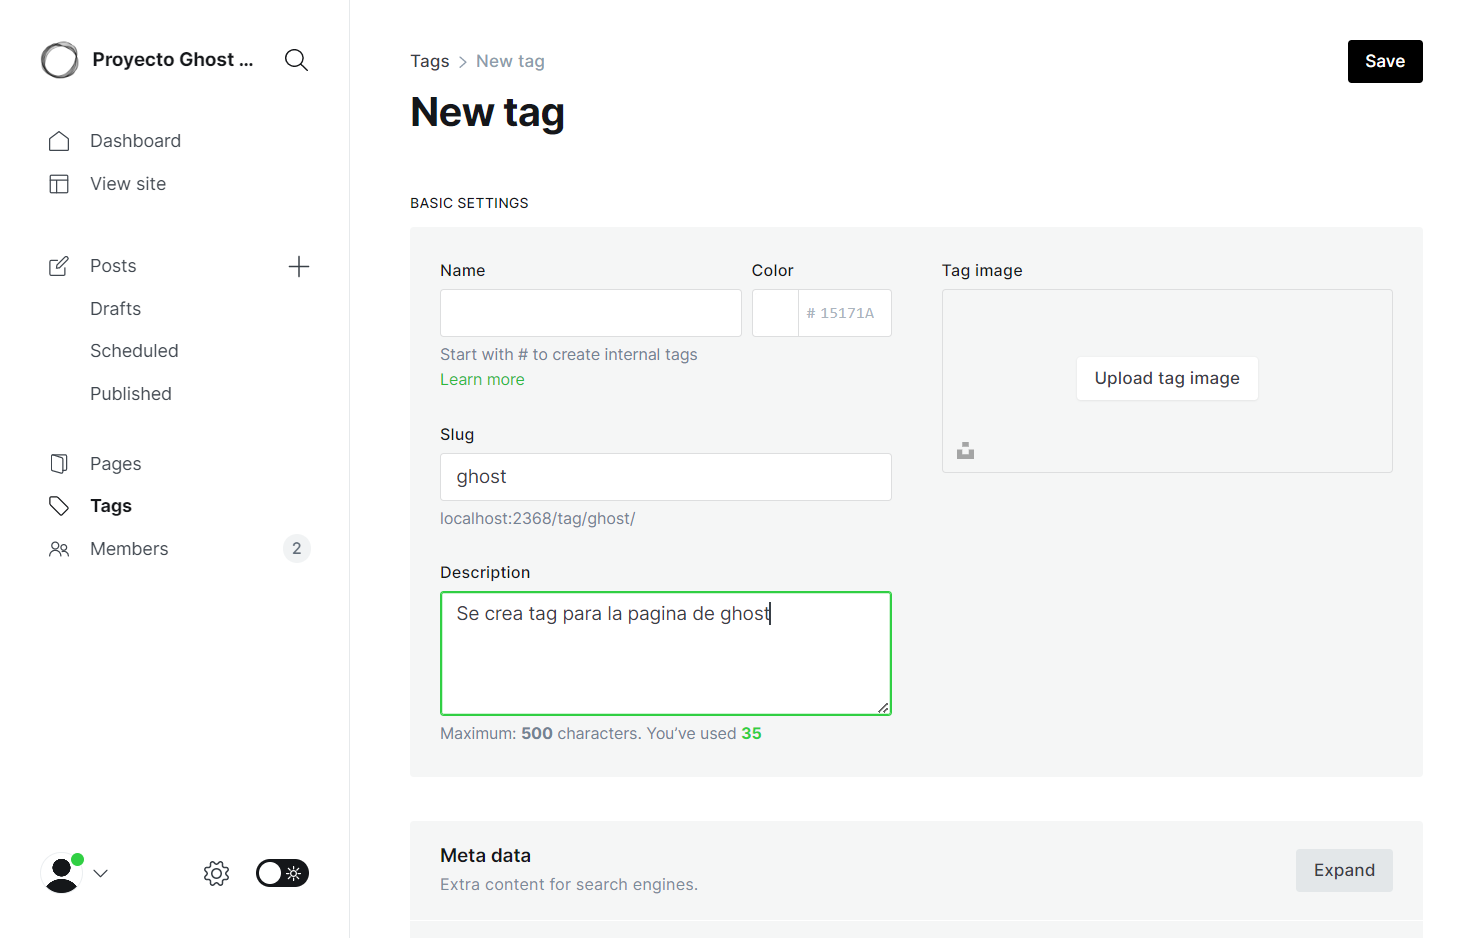 Proyecto Ghost ...
Dashboard
View site
Posts
Drafts
Scheduled
Published
Pages
Tags
Members
2
Tags > New tag
Save
New tag
BASIC SETTINGS
Name
Color
# 15171A
Start with # to create internal tags
Learn more
Slug
ghost
localhost:2368/tag/ghost/
Description
Se crea tag para la pagina de ghost
Maximum: 500 characters. You’ve used 35
Tag image
Upload tag image
Meta data
Extra content for search engines.
Expand